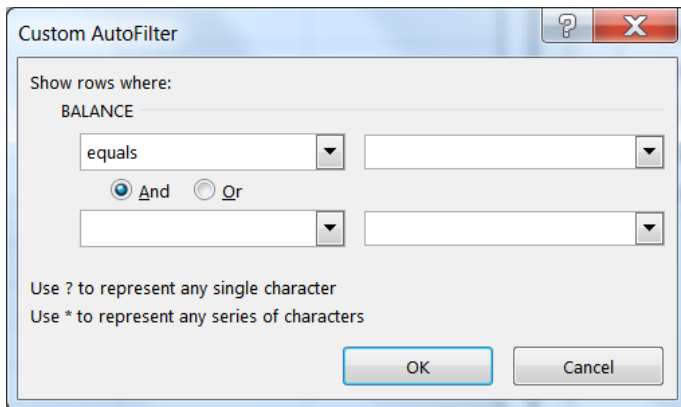 Custom AutoFilter
? X
Show rows where:
BALANCE
equals
And Or
Use ? to represent any single character
Use * to represent any series of characters
OK Cancel